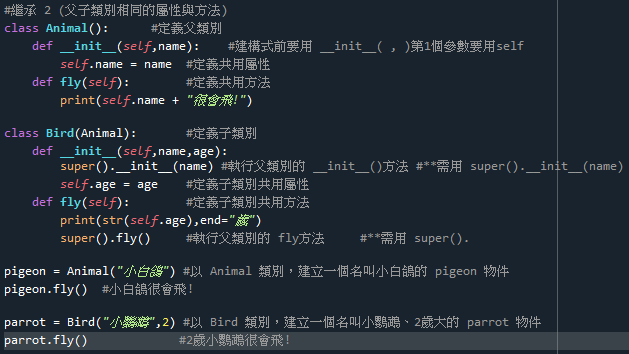 #繼承 2 (父子類別相同的屬性與方法)
class Animal():      #定義父類別
    def __init__(self,name):    #建構式前要用 __init__( , )第1個參數要用self
        self.name = name  #定義共用屬性
    def fly(self):        #定義共用方法
        print(self.name + "很會飛!")
class Bird(Animal):       #定義子類別
    def __init__(self,name,age):
        super().__init__(name) #執行父類別的 __init__()方法 #**需用 super().__init__(name)
        self.age = age    #定義子類別共用屬性
    def fly(self):        #定義子類別共用方法
        print(str(self.age),end="歲")
        super().fly()     #執行父類別的 fly方法     #**需用 super().
pigeon = Animal("小白鴿") #以 Animal 類別，建立一個名叫小白鴿的 pigeon 物件
pigeon.fly()  #小白鴿很會飛!
parrot = Bird("小鸚鵡",2) #以 Bird 類別，建立一個名叫小鸚鵡、2歲大的 parrot 物件
parrot.fly()             #2歲小鸚鵡很會飛!